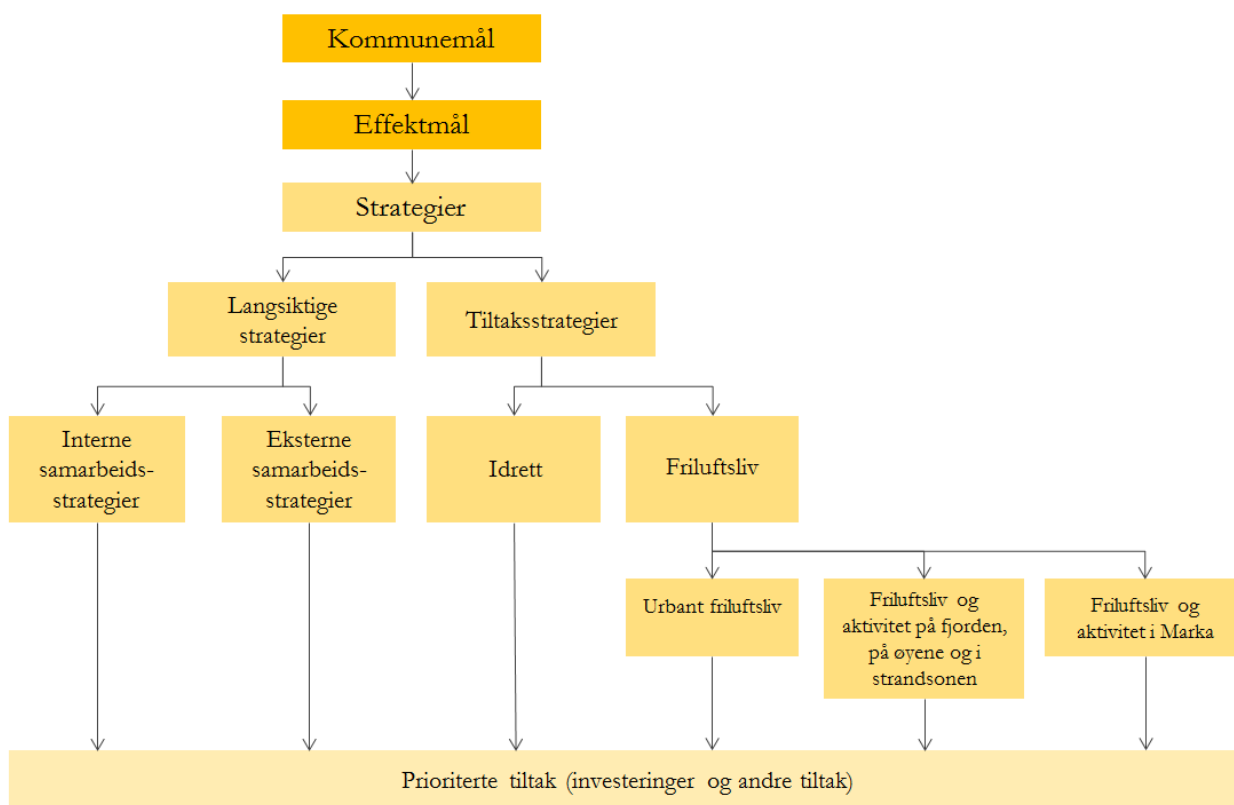 Kommunemål
Effektmål
Strategier
Langsiktige
strategier
Tiltaksstrategier
Interne
samarbeids-
strategier
Eksterne
samarbeids-
strategier
Idrett
Friluftsliv
Urbant friluftsliv
Friluftsliv og
aktivitet på fjorden,
på øyene og i
strandsonen
Friluftsliv og
aktivitet i Marka
Prioriterte tiltak (investeringer og andre tiltak)